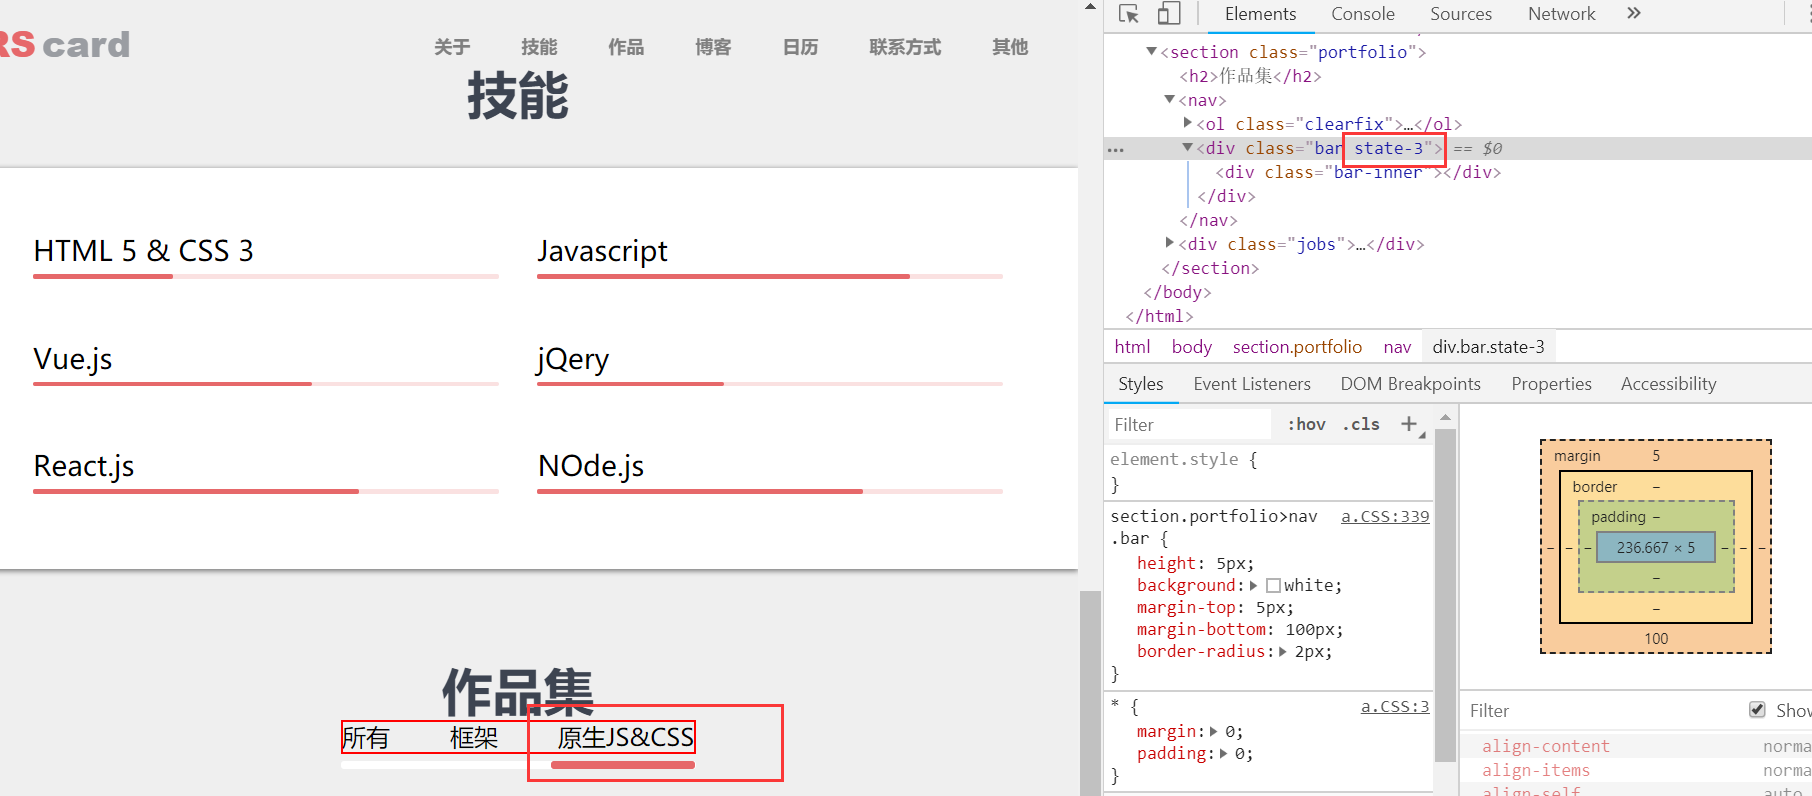 RS card
关于 技能 作品 博客 日历 联系方式 其他
技能
HTML 5 & CSS 3 Javascript
Vue.js jQery
React.js NOde.js
作品集
所有 框架 原生JS&CSS
Elements Console Sources Network »
<section class="portfolio">
<h2>作品集</h2>
<nav>
<ol class="clearfix">…</ol>
... <div class="bar state-3"> == $0
<div class="bar-inner"></div>
</div>
</nav>
<div class="jobs">…</div>
</section>
</body>
</html>
html body section.portfolio nav div.bar.state-3
Styles Event Listeners DOM Breakpoints Properties Accessibility
Filter :hov .cls +
element.style {
}
section.portfolio>nav a.CSS:339
.bar {
height: 5px;
background: white;
margin-top: 5px;
margin-bottom: 100px;
border-radius: 2px;
}
* { a.CSS:3
margin: 0;
padding: 0;
}
margin 5
border –
padding –
– – – 236.667 × 5 – – –
–
–
100
Filter Show
align-content norma
align-items norma
align-self auto